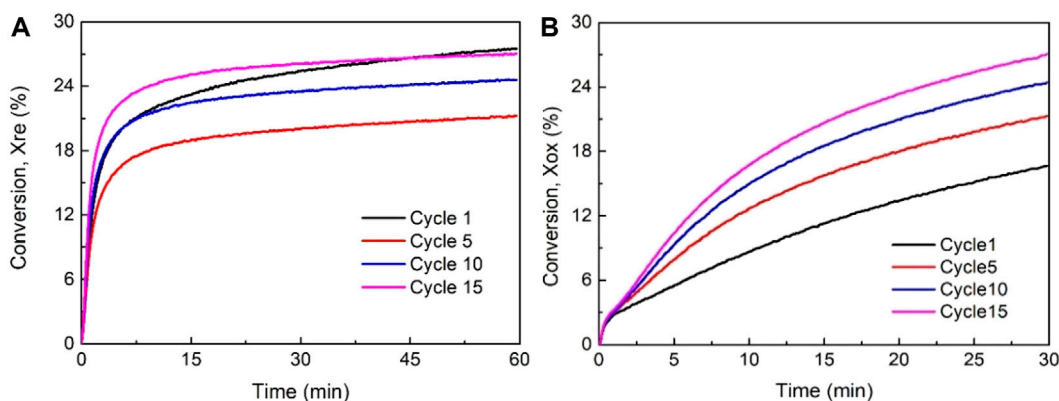 A
Conversion, Xre (%)
30
24
18
12
6
0
Cycle 1
Cycle 5
Cycle 10
Cycle 15
0 15 30 45 60
Time (min)
B
Conversion, Xox (%)
30
24
18
12
6
0
Cycle1
Cycle5
Cycle10
Cycle15
0 5 10 15 20 25 30
Time (min)